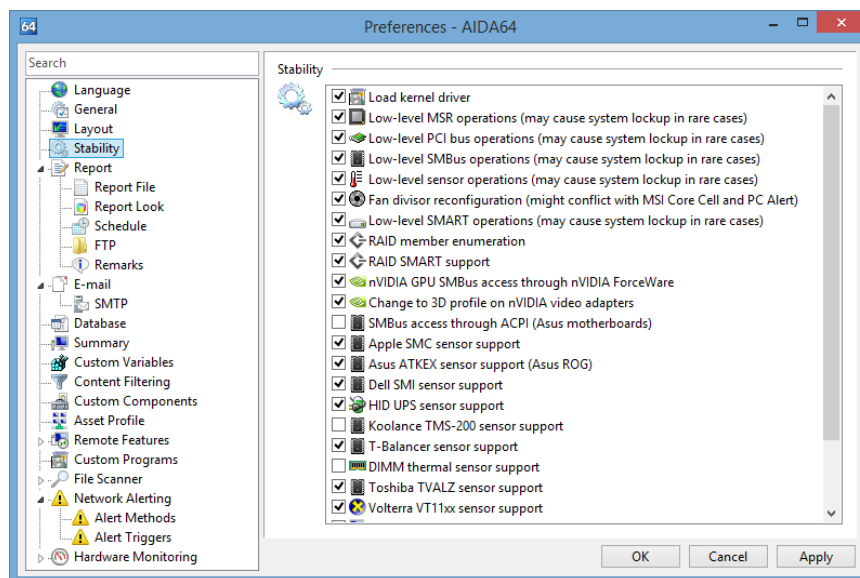 64
Preferences - AIDA64
Search
Language
General
Layout
Stability
Report
Report File
Report Look
Schedule
FTP
Remarks
E-mail
SMTP
Database
Summary
Custom Variables
Content Filtering
Custom Components
Asset Profile
Remote Features
Custom Programs
File Scanner
Network Alerting
Alert Methods
Alert Triggers
Hardware Monitoring
Stability
Load kernel driver
Low-level MSR operations (may cause system lockup in rare cases)
Low-level PCI bus operations (may cause system lockup in rare cases)
Low-level SMBus operations (may cause system lockup in rare cases)
Low-level sensor operations (may cause system lockup in rare cases)
Fan divisor reconfiguration (might conflict with MSI Core Cell and PC Alert)
Low-level SMART operations (may cause system lockup in rare cases)
RAID member enumeration
RAID SMART support
nVIDIA GPU SMBus access through nVIDIA ForceWare
Change to 3D profile on nVIDIA video adapters
SMBus access through ACPI (Asus motherboards)
Apple SMC sensor support
Asus ATKEX sensor support (Asus ROG)
Dell SMI sensor support
HID UPS sensor support
Koolance TMS-200 sensor support
T-Balancer sensor support
DIMM thermal sensor support
Toshiba TVALZ sensor support
Volterra VT11xx sensor support
OK
Cancel
Apply